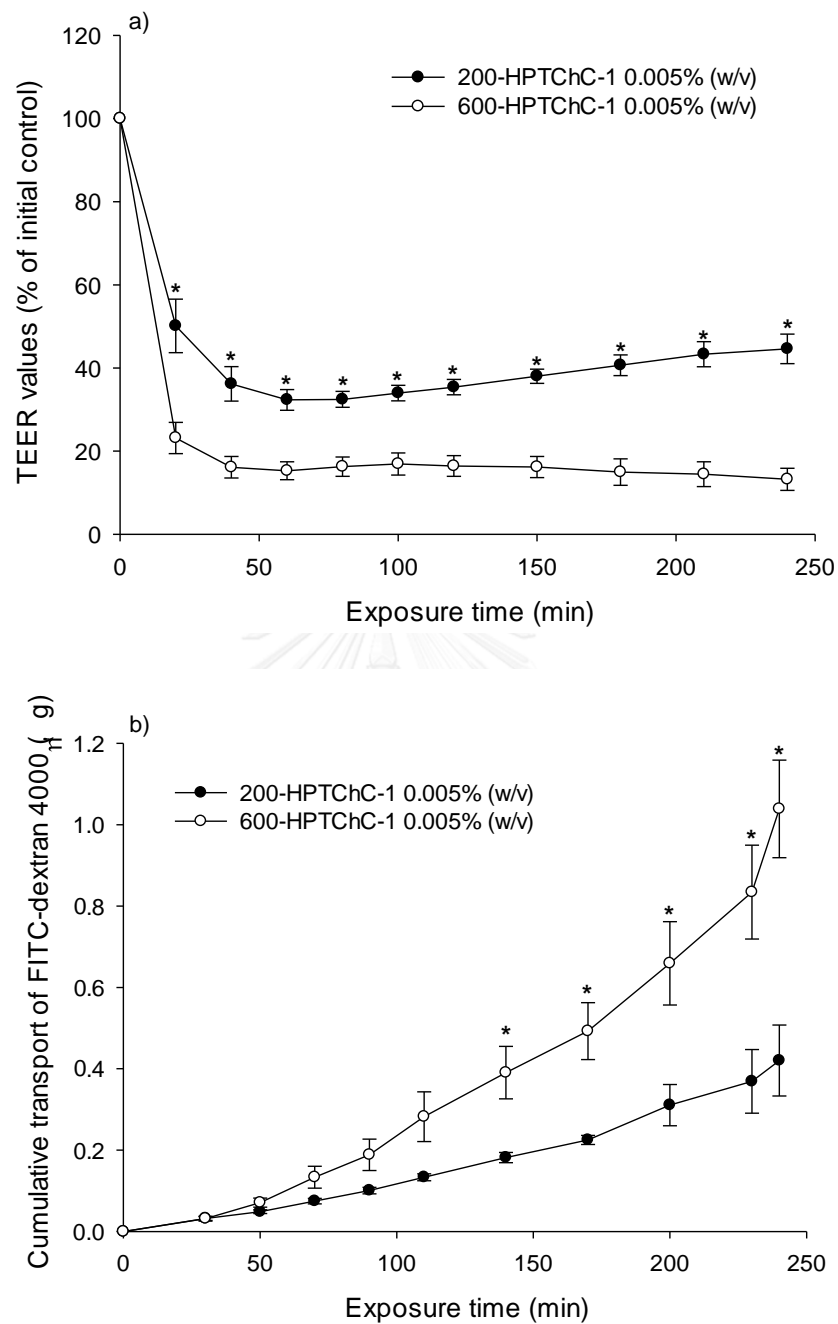 a)
120
100
80
60
40
20
0
TEER values (% of initial control)
200-HPTChC-1 0.005% (w/v)
600-HPTChC-1 0.005% (w/v)
* * * * * * * * * *
0 50 100 150 200 250
Exposure time (min)
b)
1.2
1.0
0.8
0.6
0.4
0.2
0.0
Cumulative transport of FITC-dextran 4000 ( g)
200-HPTChC-1 0.005% (w/v)
600-HPTChC-1 0.005% (w/v)
* * * * *
0 50 100 150 200 250
Exposure time (min)